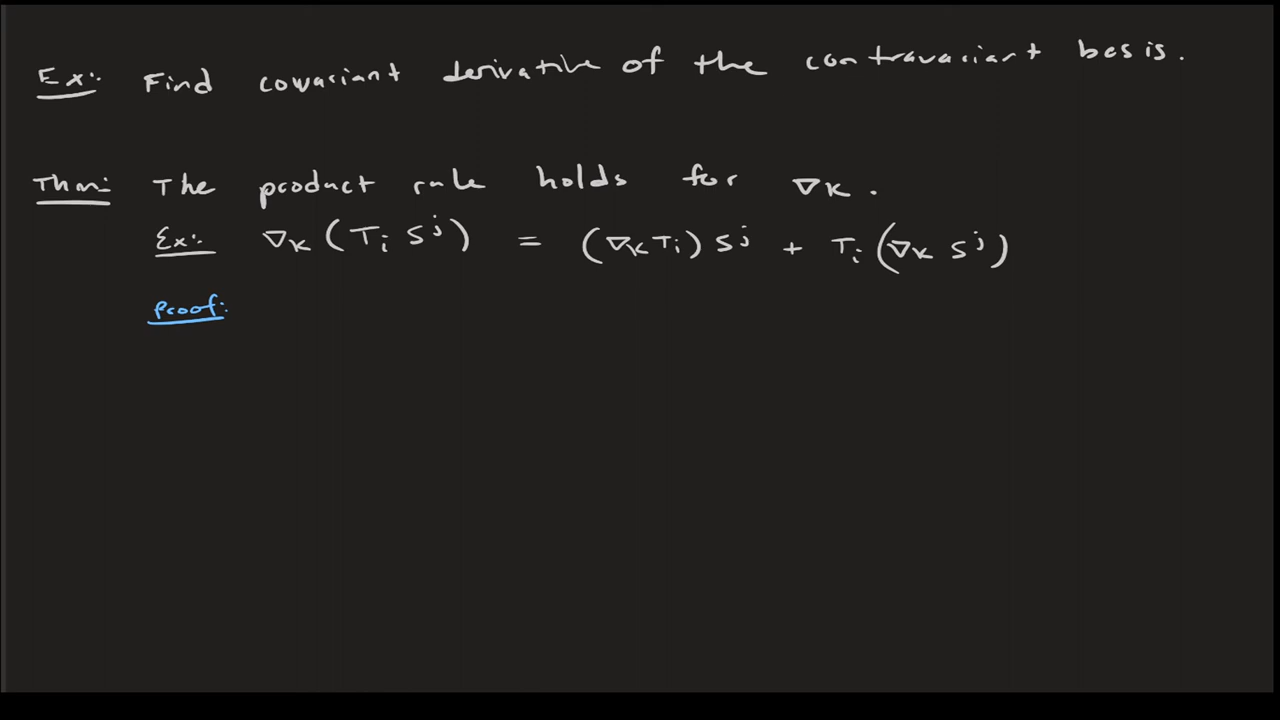 Ex: Find covariant derivative of the contravariant basis.
Thm: The product rule holds for ∇ₖ.
Ex: ∇ₖ(Tᵢ Sʲ) = (∇ₖTᵢ)Sʲ + Tᵢ(∇ₖ Sʲ)
Proof: